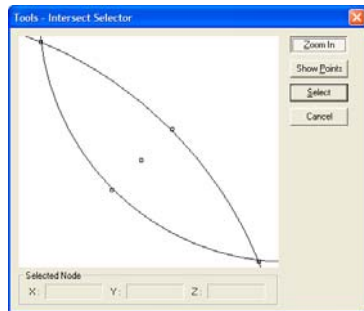 Tools - Intersect Selector
Zoom In
Show Points
Select
Cancel
Selected Node
X: Y: Z: